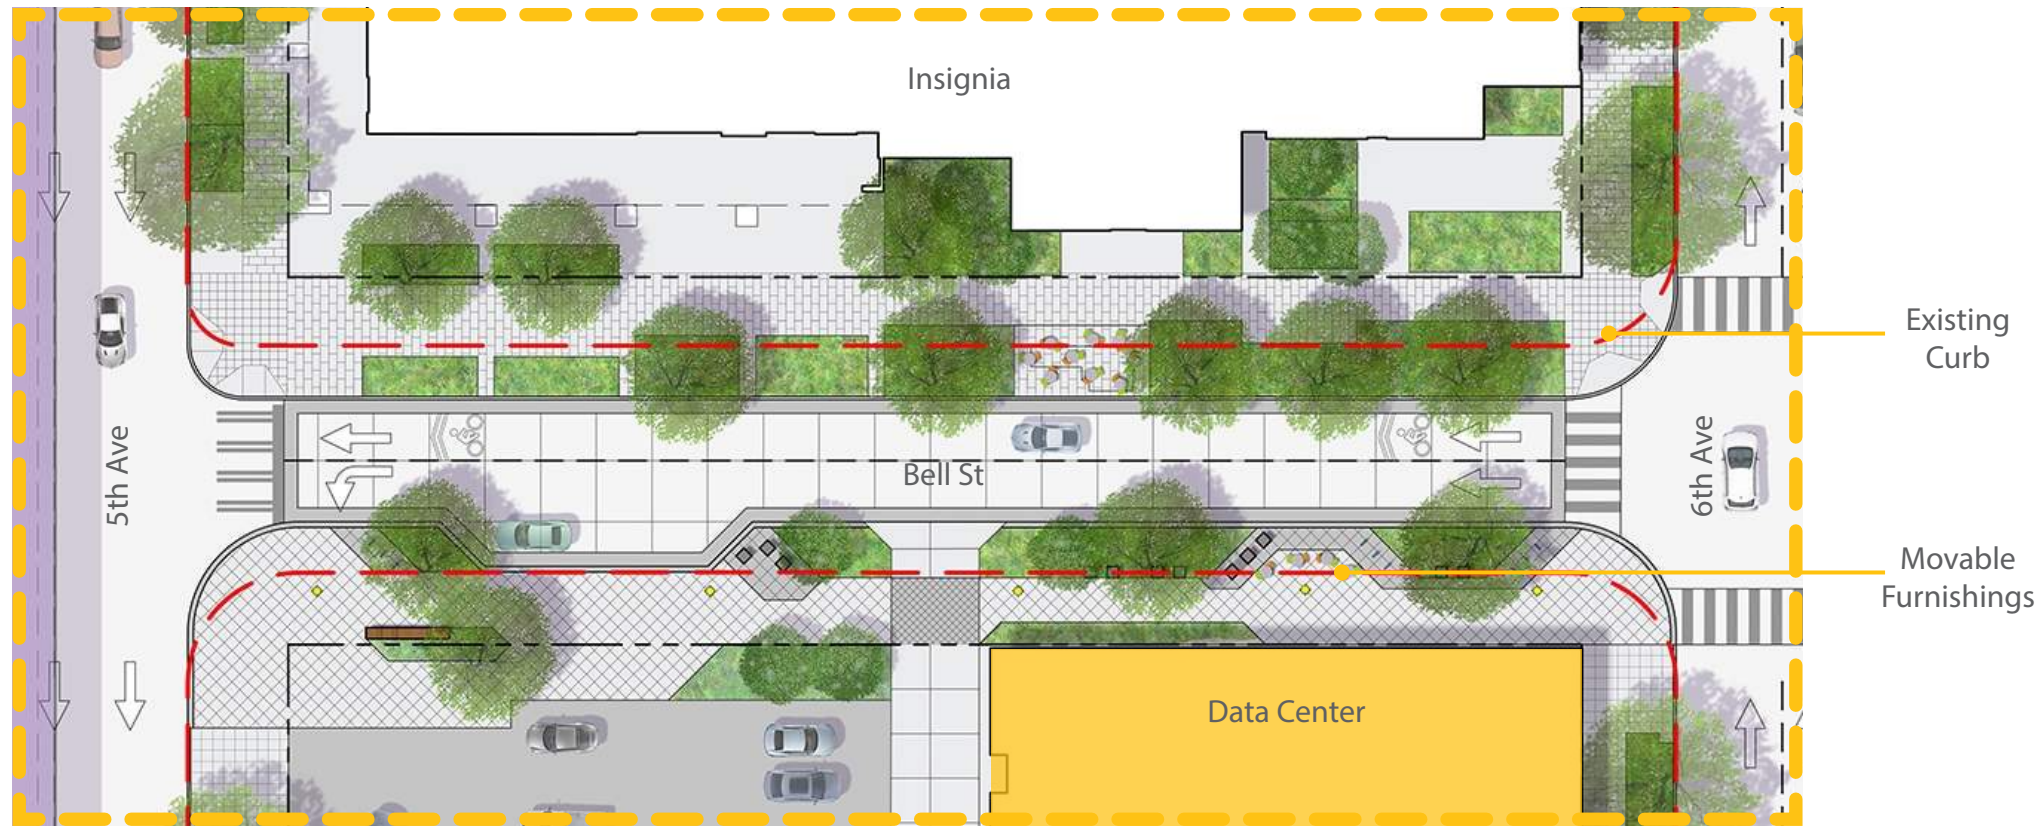 Insignia
Existing
Curb
5th Ave
Bell St
6th Ave
Movable
Furnishings
Data Center